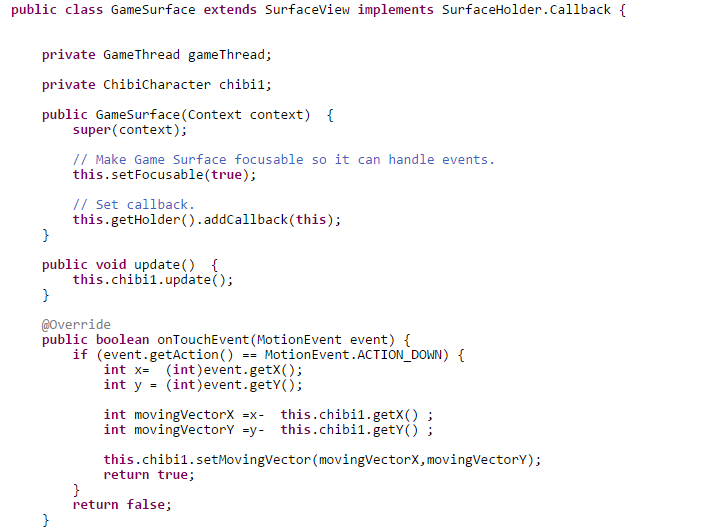 public class GameSurface extends SurfaceView implements SurfaceHolder.Callback {
private GameThread gameThread;
private ChibiCharacter chibi1;
public GameSurface(Context context)  {
super(context);
// Make Game Surface focusable so it can handle events.
this.setFocusable(true);
// Set callback.
this.getHolder().addCallback(this);
}
public void update()  {
this.chibi1.update();
}
@Override
public boolean onTouchEvent(MotionEvent event) {
if (event.getAction() == MotionEvent.ACTION_DOWN) {
int x=  (int)event.getX();
int y = (int)event.getY();
int movingVectorX =x-  this.chibi1.getX() ;
int movingVectorY =y-  this.chibi1.getY() ;
this.chibi1.setMovingVector(movingVectorX,movingVectorY);
return true;
}
return false;
}